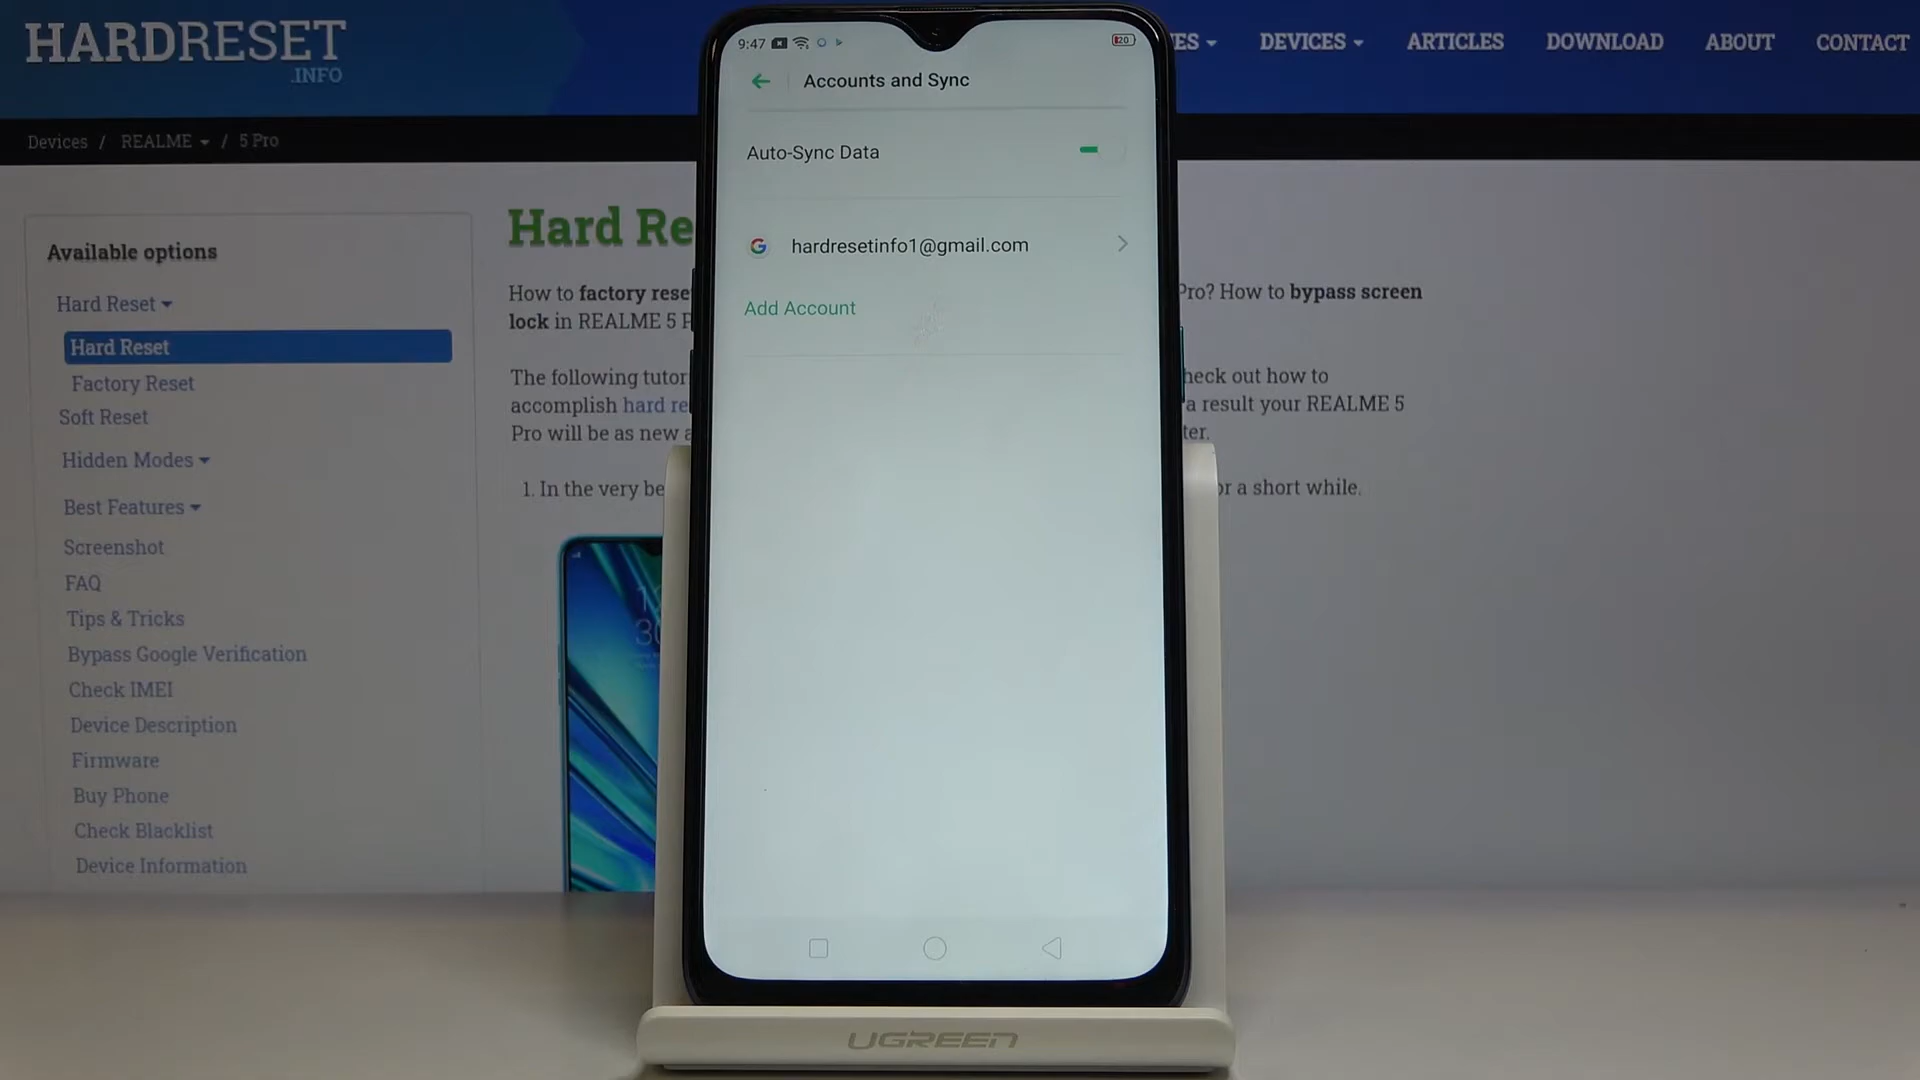 HARDRESET
.INFO
ES
DEVICES
ARTICLES
DOWNLOAD
ABOUT
CONTACT
Devices / REALME / 5 Pro
Available options
Hard Reset
Hard Reset
Factory Reset
Soft Reset
Hidden Modes
Best Features
Screenshot
FAQ
Tips & Tricks
Bypass Google Verification
Check IMEI
Device Description
Firmware
Buy Phone
Check Blacklist
Device Information
Hard Re
How to factory rese
Pro? How to bypass screen
lock in REALME 5 P
The following tutor
heck out how to
accomplish hard re
a result your REALME 5
Pro will be as new a
ter.
1. In the very be
or a short while.
9:47
20
Accounts and Sync
Auto-Sync Data
hardresetinfo1@gmail.com
Add Account
UGREEN